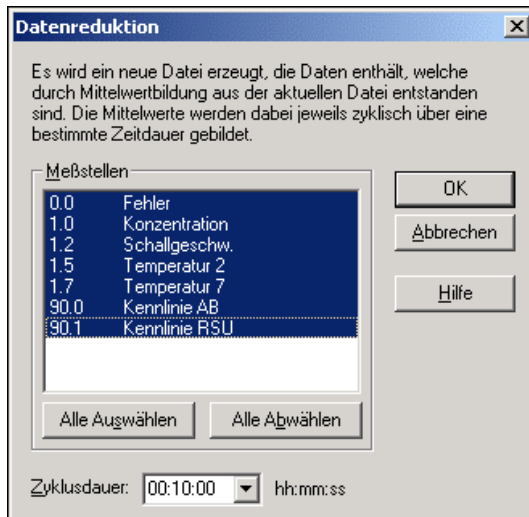 Datenreduktion
Es wird ein neue Datei erzeugt, die Daten enthält, welche
durch Mittelwertbildung aus der aktuellen Datei entstanden
sind. Die Mittelwerte werden dabei jeweils zyklisch über eine
bestimmte Zeitdauer gebildet.
Meßstellen
0.0 Fehler
1.0 Konzentration
1.2 Schallgeschw.
1.5 Temperatur 2
1.7 Temperatur 7
90.0 Kennlinie AB
90.1 Kennlinie RSU
Alle Auswählen Alle Abwählen
OK
Abbrechen
Hilfe
Zyklusdauer: 00:10:00 hh:mm:ss